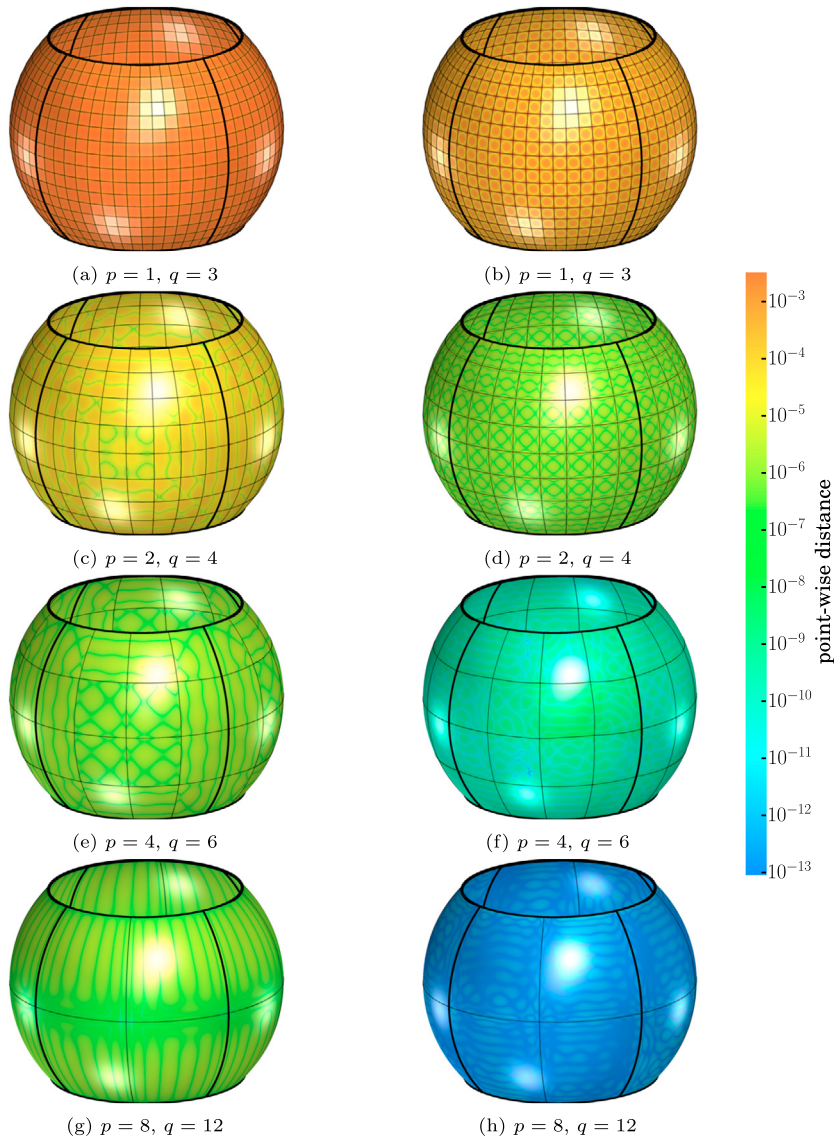 (a) p = 1, q = 3
(b) p = 1, q = 3
(c) p = 2, q = 4
(d) p = 2, q = 4
(e) p = 4, q = 6
(f) p = 4, q = 6
(g) p = 8, q = 12
(h) p = 8, q = 12
10⁻³
10⁻⁴
10⁻⁵
10⁻⁶
10⁻⁷
10⁻⁸
10⁻⁹
10⁻¹⁰
10⁻¹¹
10⁻¹²
10⁻¹³
point-wise distance